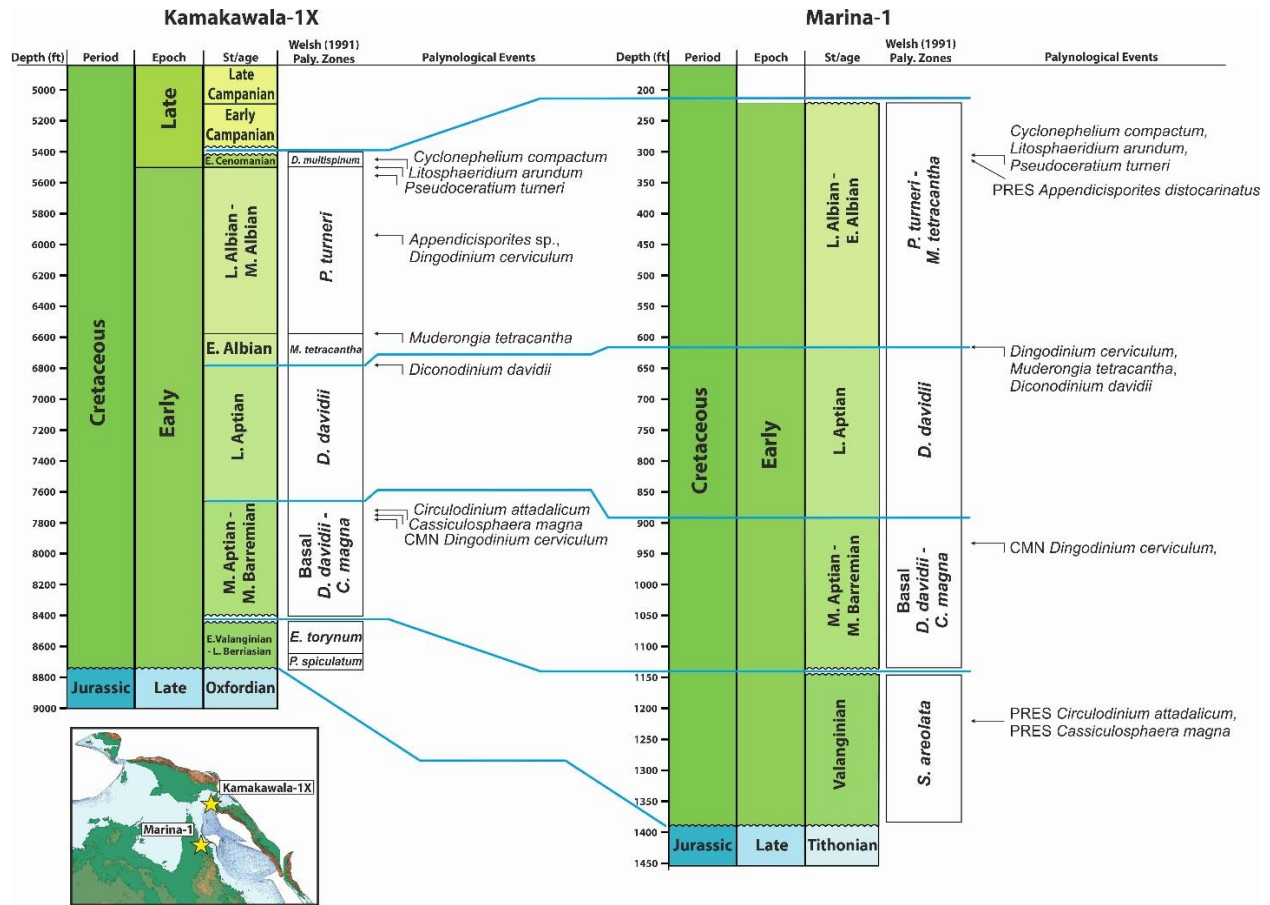 Kamakawala-1X
Depth (ft)
Period
Epoch
St/age
Welsh (1991)
Paly. Zones
Palynological Events
5000
5200
5400
5600
5800
6000
6200
6400
6600
6800
7000
7200
7400
7600
7800
8000
8200
8400
8600
8800
9000
Cretaceous
Jurassic
Late
Early
Late
Late
Campanian
Early
Campanian
E. Cenomanian
L. Albian -
M. Albian
E. Albian
L. Aptian
M. Aptian -
M. Barremian
E.Valanginian
- L. Berriasian
Oxfordian
D. multispinum
P. turneri
M. tetracantha
D. davidii
Basal
D. davidii -
C. magna
E. torynum
P. spiculatum
Cyclonephelium compactum
Litosphaeridium arundum
Pseudoceratium turneri
Appendicisporites sp.,
Dingodinium cerviculum
Muderongia tetracantha
Diconodinium davidii
Circulodinium attadalicum
Cassiculosphaera magna
CMN Dingodinium cerviculum
Marina-1
Depth (ft)
Period
Epoch
St/age
Welsh (1991)
Paly. Zones
Palynological Events
200
250
300
350
400
450
500
550
600
650
700
750
800
850
900
950
1000
1050
1100
1150
1200
1250
1300
1350
1400
1450
Cretaceous
Jurassic
Early
Late
L. Albian -
E. Albian
L. Aptian
M. Aptian -
M. Barremian
Valanginian
Tithonian
P. turneri -
M. tetracantha
D. davidii
Basal
D. davidii -
C. magna
S. areolata
Cyclonephelium compactum,
Litosphaeridium arundum,
Pseudoceratium turneri
PRES Appendicisporites distocarinatus
Dingodinium cerviculum,
Muderongia tetracantha,
Diconodinium davidii
CMN Dingodinium cerviculum,
PRES Circulodinium attadalicum,
PRES Cassiculosphaera magna
Kamakawala-1X
Marina-1